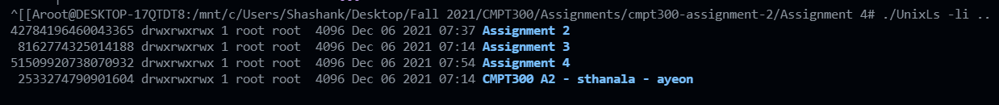 ^[[Aroot@DESKTOP-17QTDT8:/mnt/c/Users/Shashank/Desktop/Fall 2021/CMPT300/Assignments/cmpt300-assignment-2/Assignment 4# ./UnixLs -li ..
42784196460043365 drwxrwxrwx 1 root root  4096 Dec 06 2021 07:37 Assignment 2
 8162774325014188 drwxrwxrwx 1 root root  4096 Dec 06 2021 07:14 Assignment 3
51509920738070932 drwxrwxrwx 1 root root  4096 Dec 06 2021 07:54 Assignment 4
 2533274790901604 drwxrwxrwx 1 root root  4096 Dec 06 2021 07:14 CMPT300 A2 - sthanala - ayeon